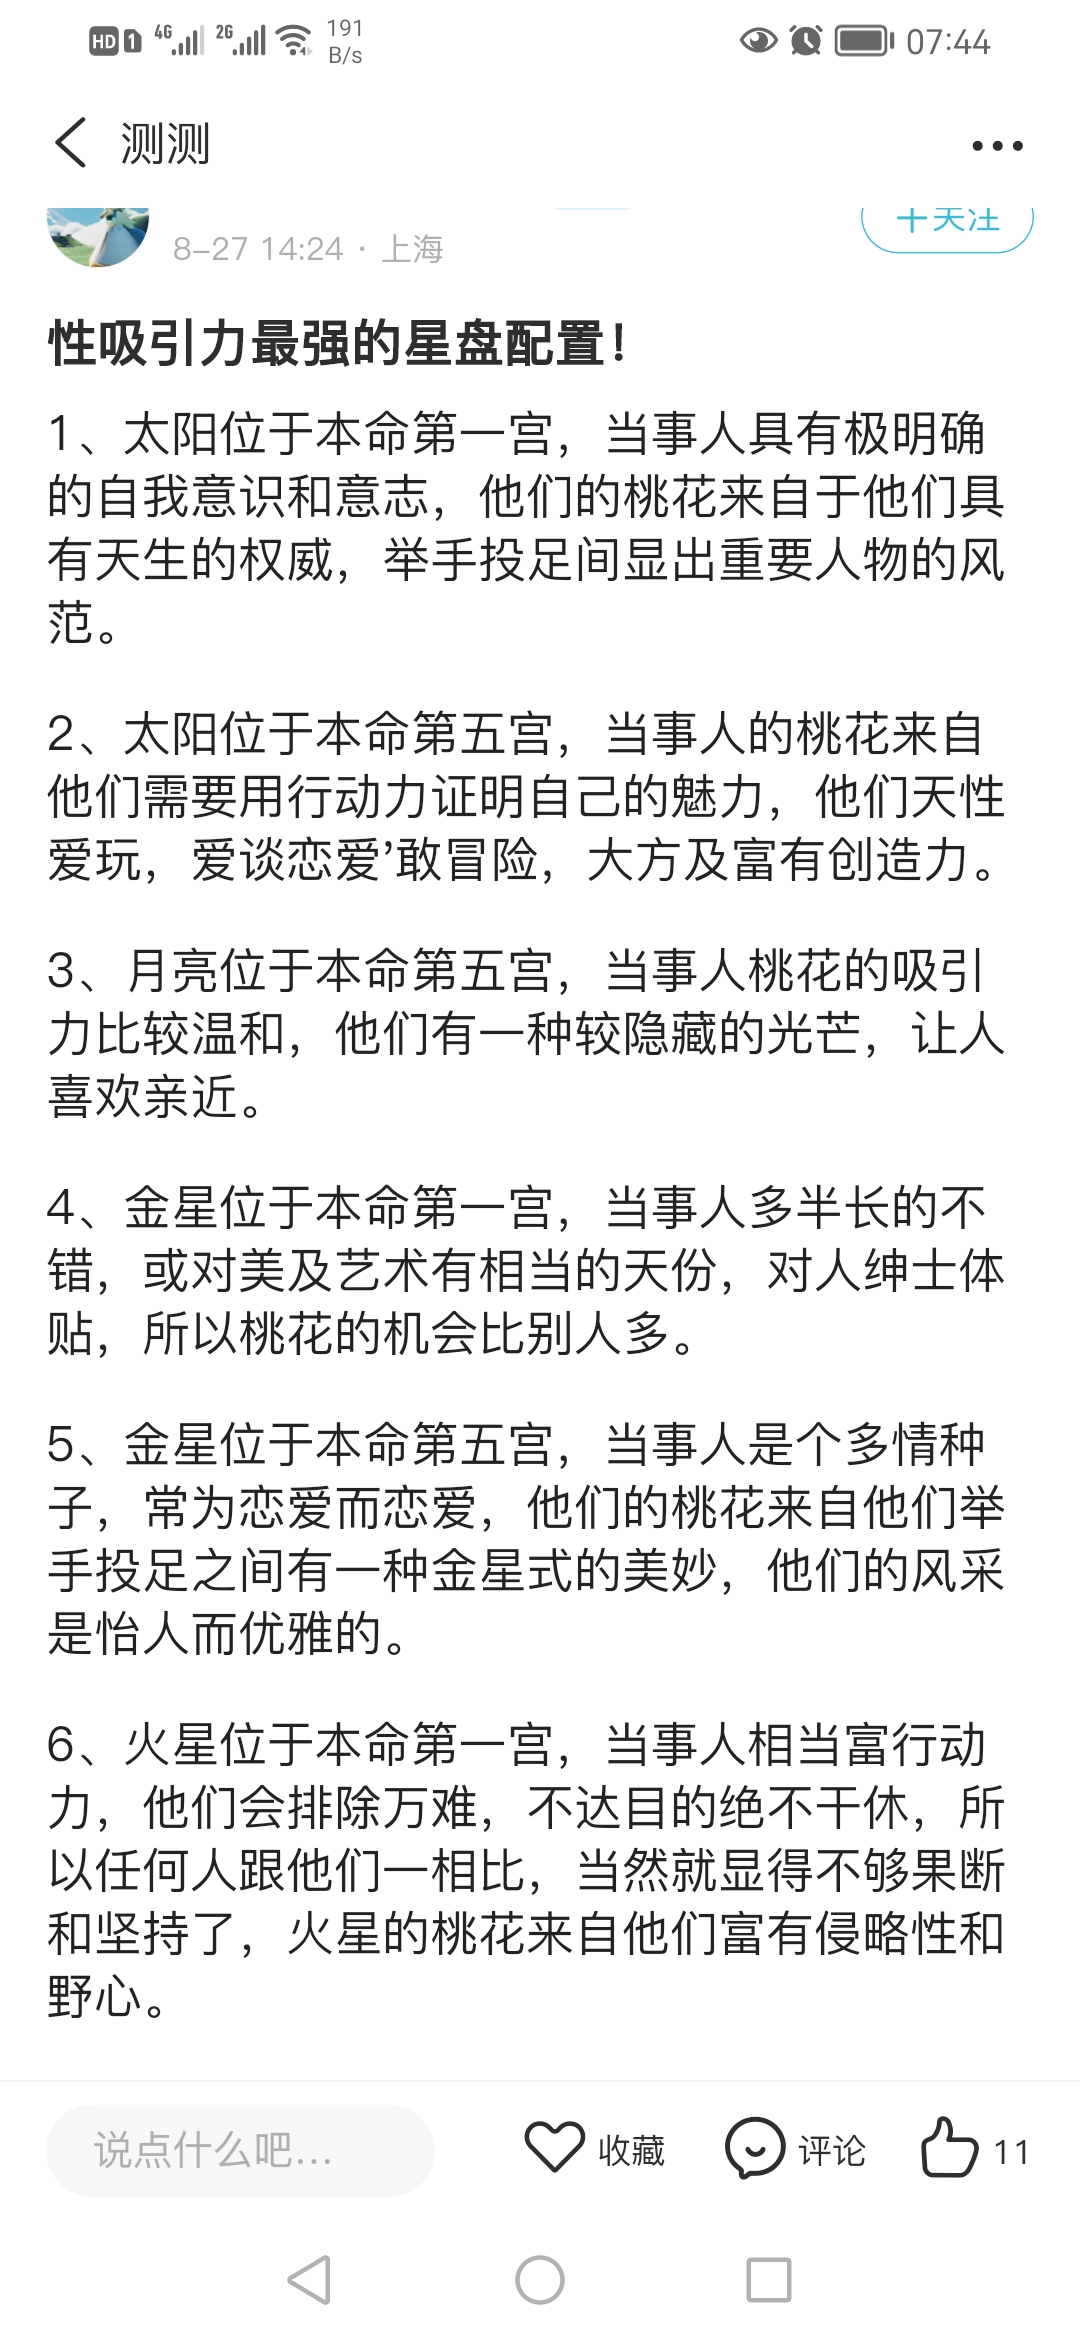 HD 1 4G 2G 191 B/s 07:44
测测
8-27 14:24 · 上海
+关注
性吸引力最强的星盘配置！
1、太阳位于本命第一宫，当事人具有极明确
的自我意识和意志，他们的桃花来自于他们具
有天生的权威，举手投足间显出重要人物的风
范。
2、太阳位于本命第五宫，当事人的桃花来自
他们需要用行动力证明自己的魅力，他们天性
爱玩，爱谈恋爱’敢冒险，大方及富有创造力。
3、月亮位于本命第五宫，当事人桃花的吸引
力比较温和，他们有一种较隐藏的光芒，让人
喜欢亲近。
4、金星位于本命第一宫，当事人多半长的不
错，或对美及艺术有相当的天份，对人绅士体
贴，所以桃花的机会比别人多。
5、金星位于本命第五宫，当事人是个多情种
子，常为恋爱而恋爱，他们的桃花来自他们举
手投足之间有一种金星式的美妙，他们的风采
是怡人而优雅的。
6、火星位于本命第一宫，当事人相当富行动
力，他们会排除万难，不达目的绝不干休，所
以任何人跟他们一相比，当然就显得不够果断
和坚持了，火星的桃花来自他们富有侵略性和
野心。
说点什么吧...
收藏
评论
11